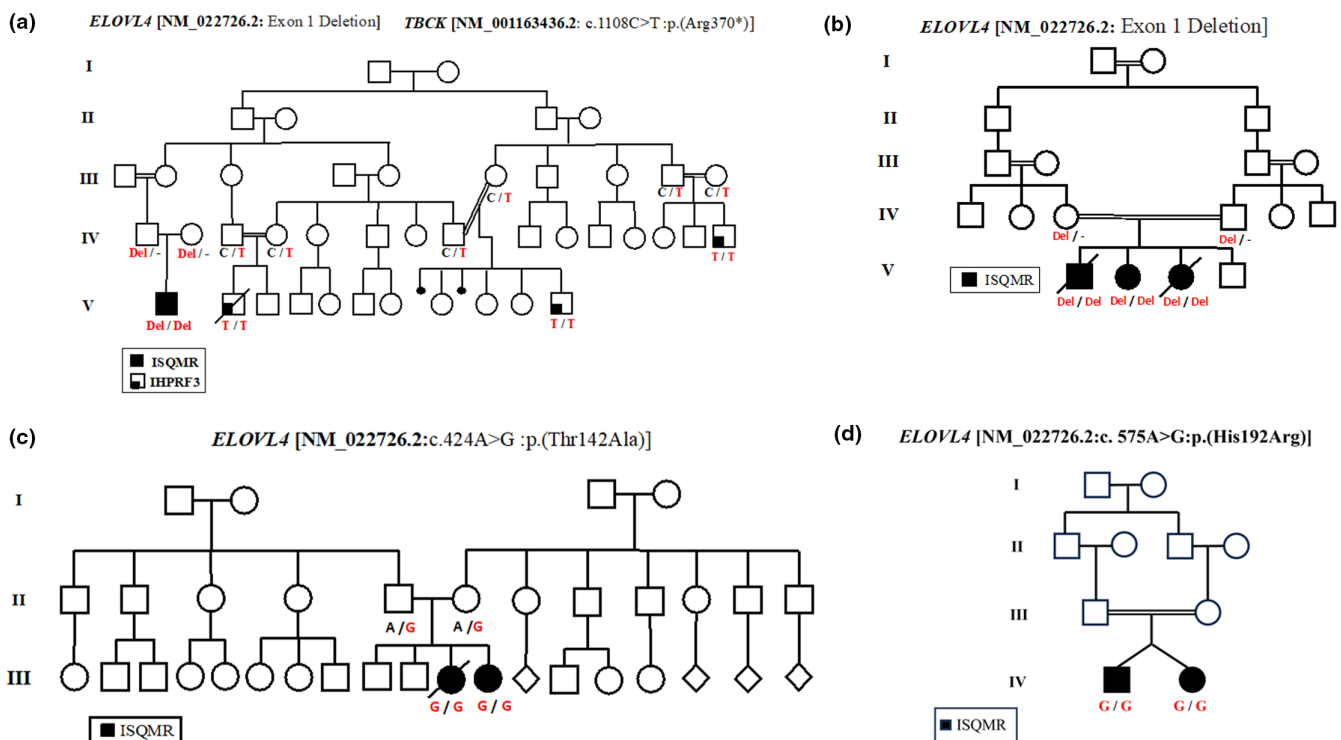 (a)
ELOVL4 [NM_022726.2: Exon 1 Deletion] TBCK [NM_001163436.2: c.1108C>T :p.(Arg370*)]
I
II
III
C / T
C / T C / T
IV
Del / - Del / - C / T C / T C / T
T / T
V
Del / Del T / T T / T
ISQMR
IHPRF3
(b)
ELOVL4 [NM_022726.2: Exon 1 Deletion]
I
II
III
IV
Del / - Del / -
V
ISQMR
Del / Del Del / Del Del / Del
(c)
ELOVL4 [NM_022726.2:c.424A>G :p.(Thr142Ala)]
I
II
A /G A /G
III
G / G G / G
ISQMR
(d)
ELOVL4 [NM_022726.2:c. 575A>G:p.(His192Arg)]
I
II
III
IV
G / G G / G
ISQMR